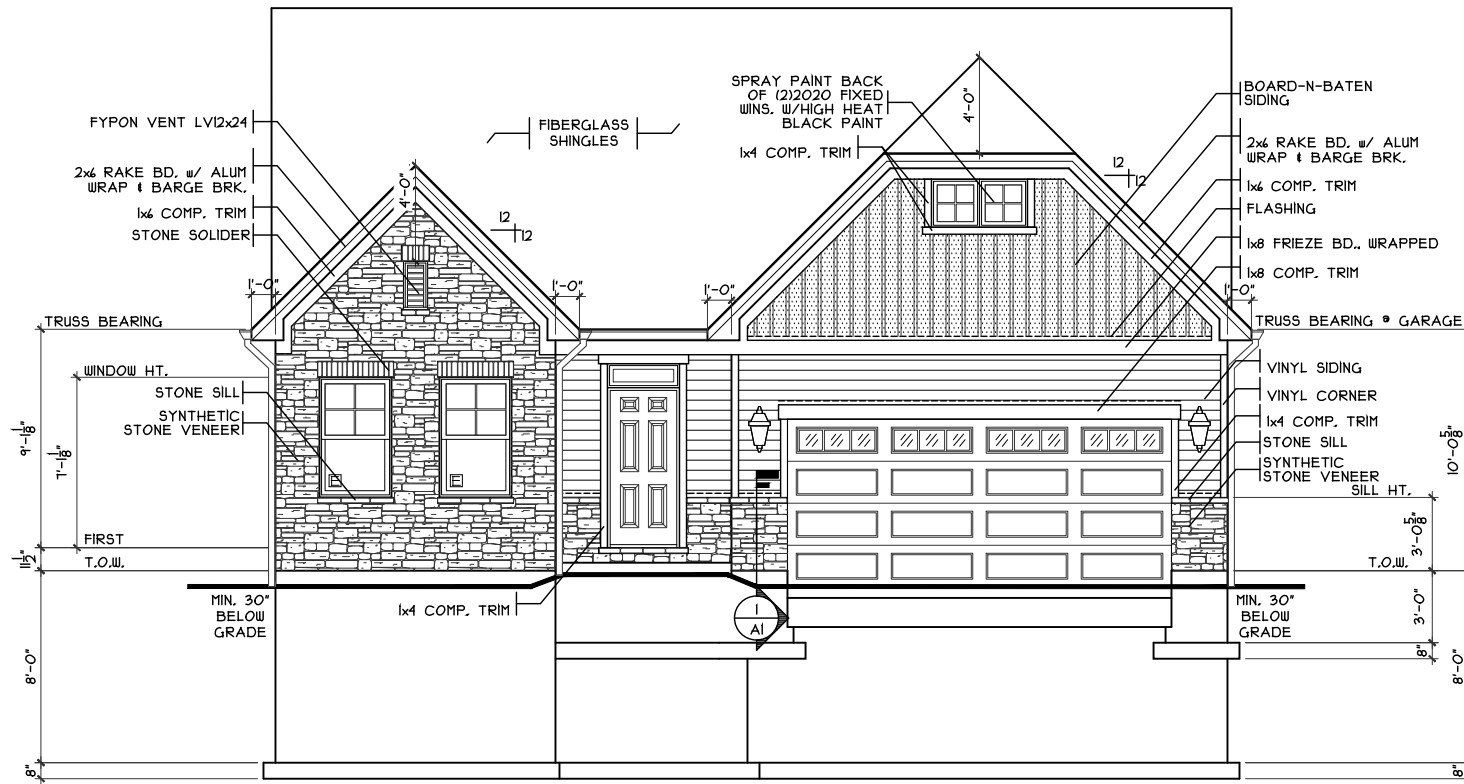 SPRAY PAINT BACK
OF (2)2020 FIXED
WINS. W/HIGH HEAT
BLACK PAINT
1x4 COMP. TRIM
4'-0"
BOARD-N-BATEN
SIDING
2x6 RAKE BD. w/ ALUM
WRAP & BARGE BRK.
1x6 COMP. TRIM
FLASHING
1x8 FRIEZE BD., WRAPPED
1x8 COMP. TRIM
12
12
FIBERGLASS
SHINGLES
FYPON VENT LV12x24
2x6 RAKE BD. w/ ALUM
WRAP & BARGE BRK.
1x6 COMP. TRIM
STONE SOLIDER
4'-0"
12
12
1'-0"
1'-0"
1'-0"
1'-0"
TRUSS BEARING
TRUSS BEARING @ GARAGE
WINDOW HT.
STONE SILL
SYNTHETIC
STONE VENEER
9'-1 1/8"
7'-1 1/8"
VINYL SIDING
VINYL CORNER
1x4 COMP. TRIM
STONE SILL
SYNTHETIC
STONE VENEER
SILL HT.
10'-0 5/8"
3'-0 5/8"
FIRST
T.O.W.
11 1/2"
T.O.W.
MIN. 30"
BELOW
GRADE
1x4 COMP. TRIM
1
A1
MIN. 30"
BELOW
GRADE
3'-0"
8"
8'-0"
8'-0"
8"
8"